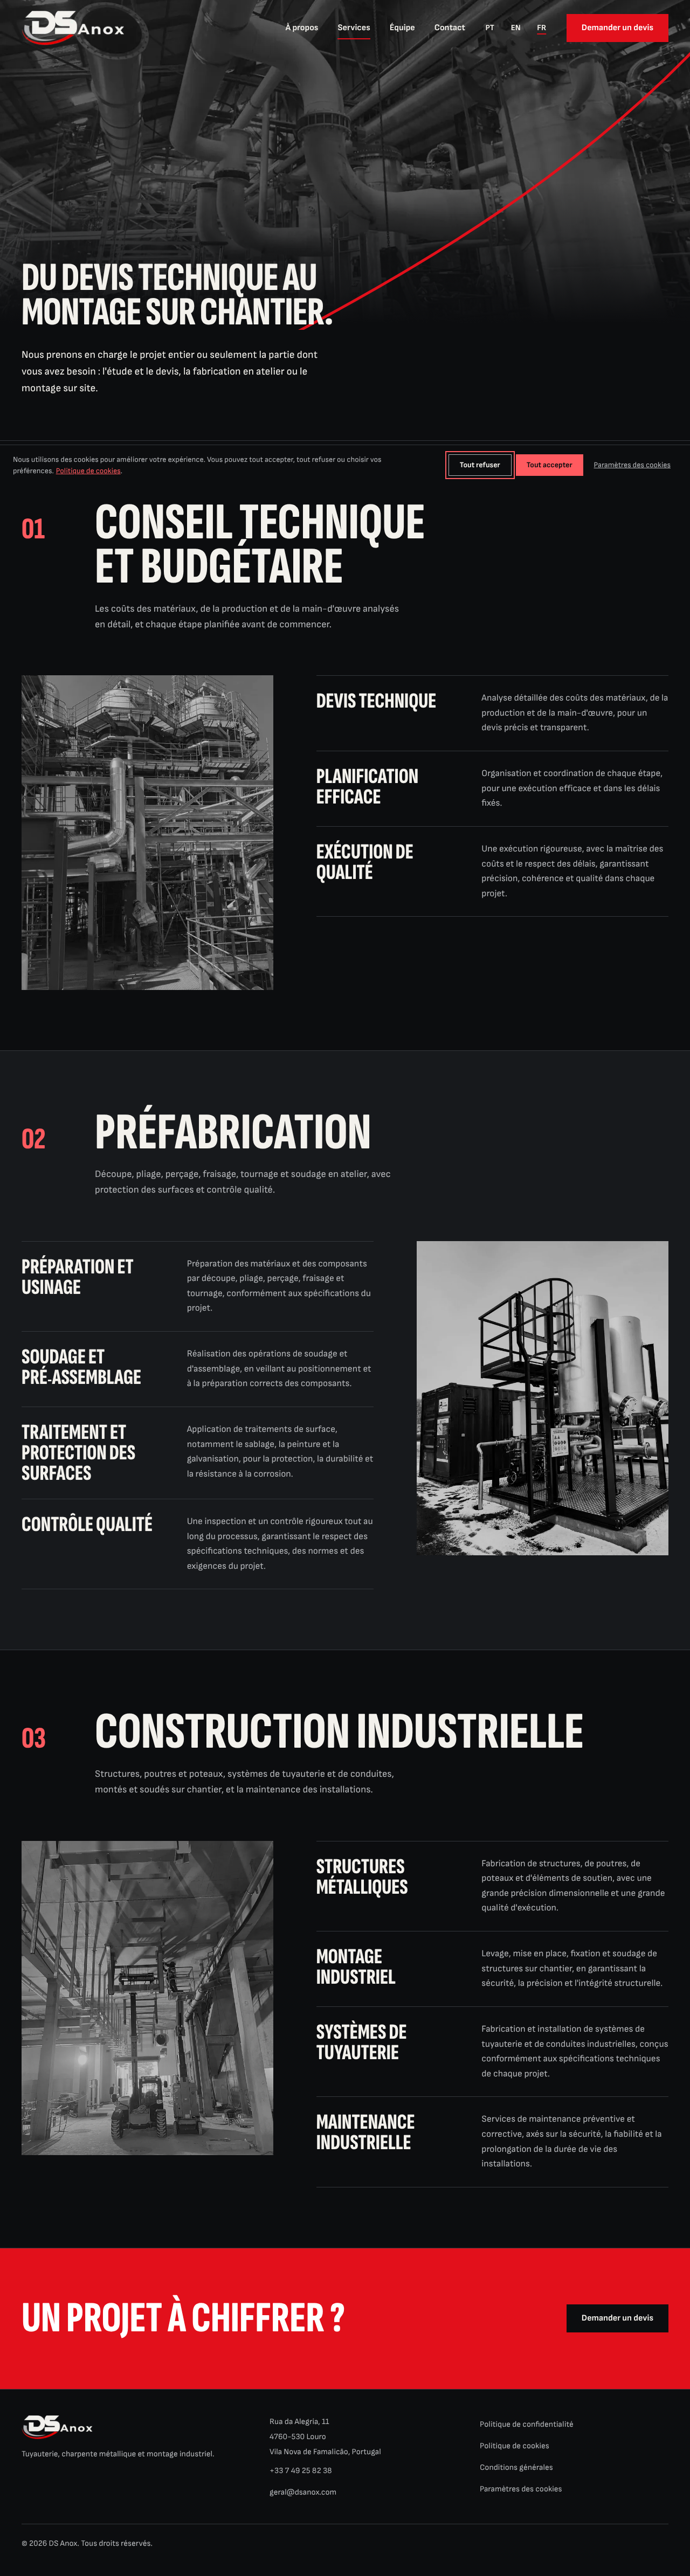 DS Anox
À propos
Services
Équipe
Contact
PT
EN
FR
Demander un devis
DU DEVIS TECHNIQUE AU
MONTAGE SUR CHANTIER.
Nous prenons en charge le projet entier ou seulement la partie dont
vous avez besoin : l'étude et le devis, la fabrication en atelier ou le
montage sur site.
Nous utilisons des cookies pour améliorer votre expérience. Vous pouvez tout accepter, tout refuser ou choisir vos
préférences. Politique de cookies.
Tout refuser
Tout accepter
Paramètres des cookies
01
CONSEIL TECHNIQUE
ET BUDGÉTAIRE
Les coûts des matériaux, de la production et de la main-d'œuvre analysés
en détail, et chaque étape planifiée avant de commencer.
DEVIS TECHNIQUE
Analyse détaillée des coûts des matériaux, de la
production et de la main-d'œuvre, pour un
devis précis et transparent.
PLANIFICATION
EFFICACE
Organisation et coordination de chaque étape,
pour une exécution efficace et dans les délais
fixés.
EXÉCUTION DE
QUALITÉ
Une exécution rigoureuse, avec la maîtrise des
coûts et le respect des délais, garantissant
précision, cohérence et qualité dans chaque
projet.
02
PRÉFABRICATION
Découpe, pliage, perçage, fraisage, tournage et soudage en atelier, avec
protection des surfaces et contrôle qualité.
PRÉPARATION ET
USINAGE
Préparation des matériaux et des composants
par découpe, pliage, perçage, fraisage et
tournage, conformément aux spécifications du
projet.
SOUDAGE ET
PRÉ-ASSEMBLAGE
Réalisation des opérations de soudage et
d'assemblage, en veillant au positionnement et
à la préparation corrects des composants.
TRAITEMENT ET
PROTECTION DES
SURFACES
Application de traitements de surface,
notamment le sablage, la peinture et la
galvanisation, pour la protection, la durabilité et
la résistance à la corrosion.
CONTRÔLE QUALITÉ
Une inspection et un contrôle rigoureux tout au
long du processus, garantissant le respect des
spécifications techniques, des normes et des
exigences du projet.
03
CONSTRUCTION INDUSTRIELLE
Structures, poutres et poteaux, systèmes de tuyauterie et de conduites,
montés et soudés sur chantier, et la maintenance des installations.
STRUCTURES
MÉTALLIQUES
Fabrication de structures, de poutres, de
poteaux et d'éléments de soutien, avec une
grande précision dimensionnelle et une grande
qualité d'exécution.
MONTAGE
INDUSTRIEL
Levage, mise en place, fixation et soudage de
structures sur chantier, en garantissant la
sécurité, la précision et l'intégrité structurelle.
SYSTÈMES DE
TUYAUTERIE
Fabrication et installation de systèmes de
tuyauterie et de conduites industrielles, conçus
conformément aux spécifications techniques
de chaque projet.
MAINTENANCE
INDUSTRIELLE
Services de maintenance préventive et
corrective, axés sur la sécurité, la fiabilité et la
prolongation de la durée de vie des
installations.
UN PROJET À CHIFFRER ?
Demander un devis
DS Anox
Tuyauterie, charpente métallique et montage industriel.
Rua da Alegria, 11
4760-530 Louro
Vila Nova de Famalicão, Portugal
+33 7 49 25 82 38
geral@dsanox.com
Politique de confidentialité
Politique de cookies
Conditions générales
Paramètres des cookies
© 2026 DS Anox. Tous droits réservés.